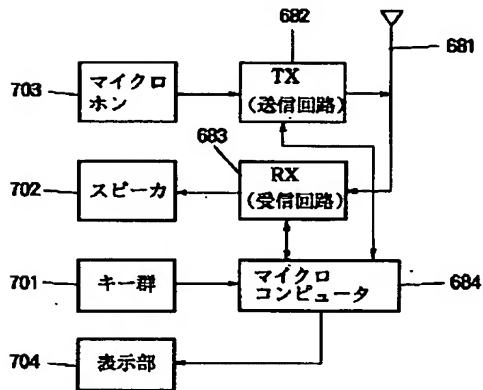 682
681
703
マイクロ
ホン
TX
(送信回路)
683
702
スピーカ
RX
(受信回路)
701
キー群
マイクロ
コンピュータ
684
704
表示部